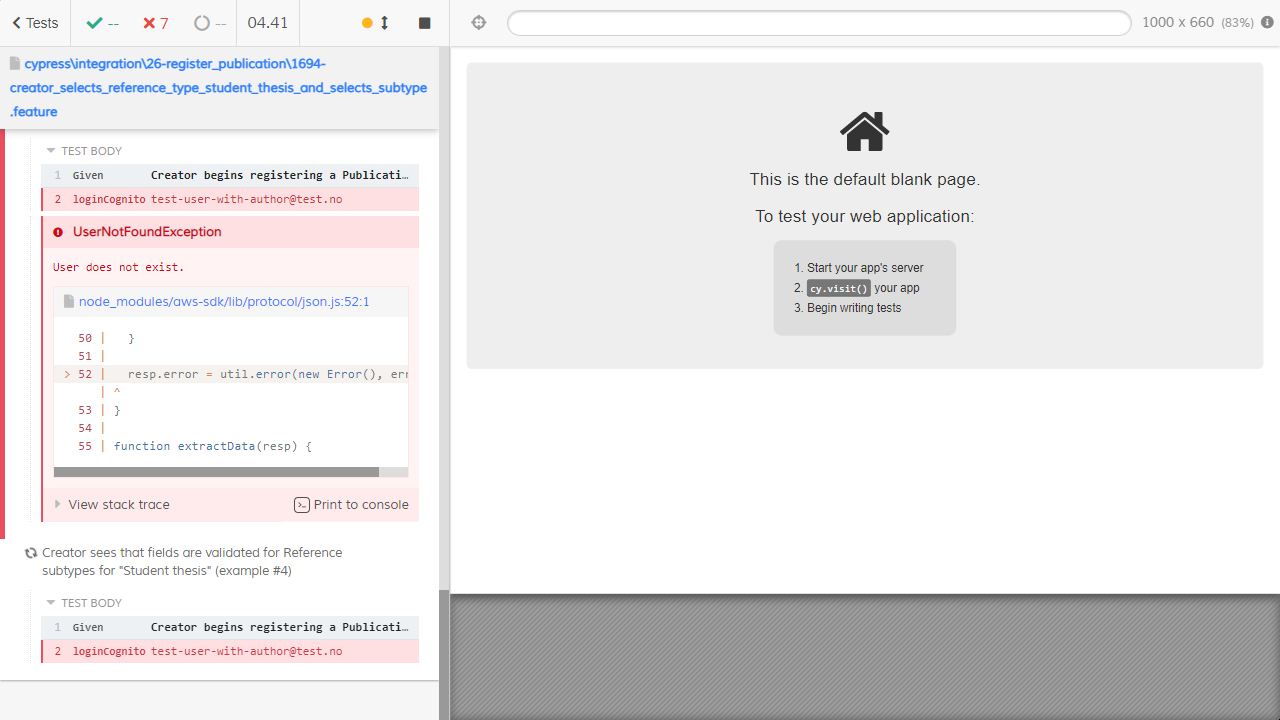 Tests
--
7
--
04.41
1000 x 660 (83%)
cypress\integration\26-register_publication\1694-
creator_selects_reference_type_student_thesis_and_selects_subtype
.feature
TEST BODY
1 Given Creator begins registering a Publicati…
2 loginCognito test-user-with-author@test.no
UserNotFoundException
User does not exist.
node_modules/aws-sdk/lib/protocol/json.js:52:1
50 | }
51 |
> 52 | resp.error = util.error(new Error(), err
| ^
53 | }
54 |
55 | function extractData(resp) {
View stack trace
Print to console
Creator sees that fields are validated for Reference
subtypes for "Student thesis" (example #4)
TEST BODY
1 Given Creator begins registering a Publicati…
2 loginCognito test-user-with-author@test.no
This is the default blank page.
To test your web application:
1. Start your app's server
2. cy.visit() your app
3. Begin writing tests